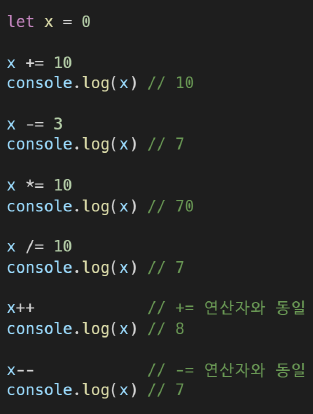 let x = 0
x += 10
console.log(x) // 10
x -= 3
console.log(x) // 7
x *= 10
console.log(x) // 70
x /= 10
console.log(x) // 7
x++ // += 연산자와 동일
console.log(x) // 8
x-- // -= 연산자와 동일
console.log(x) // 7